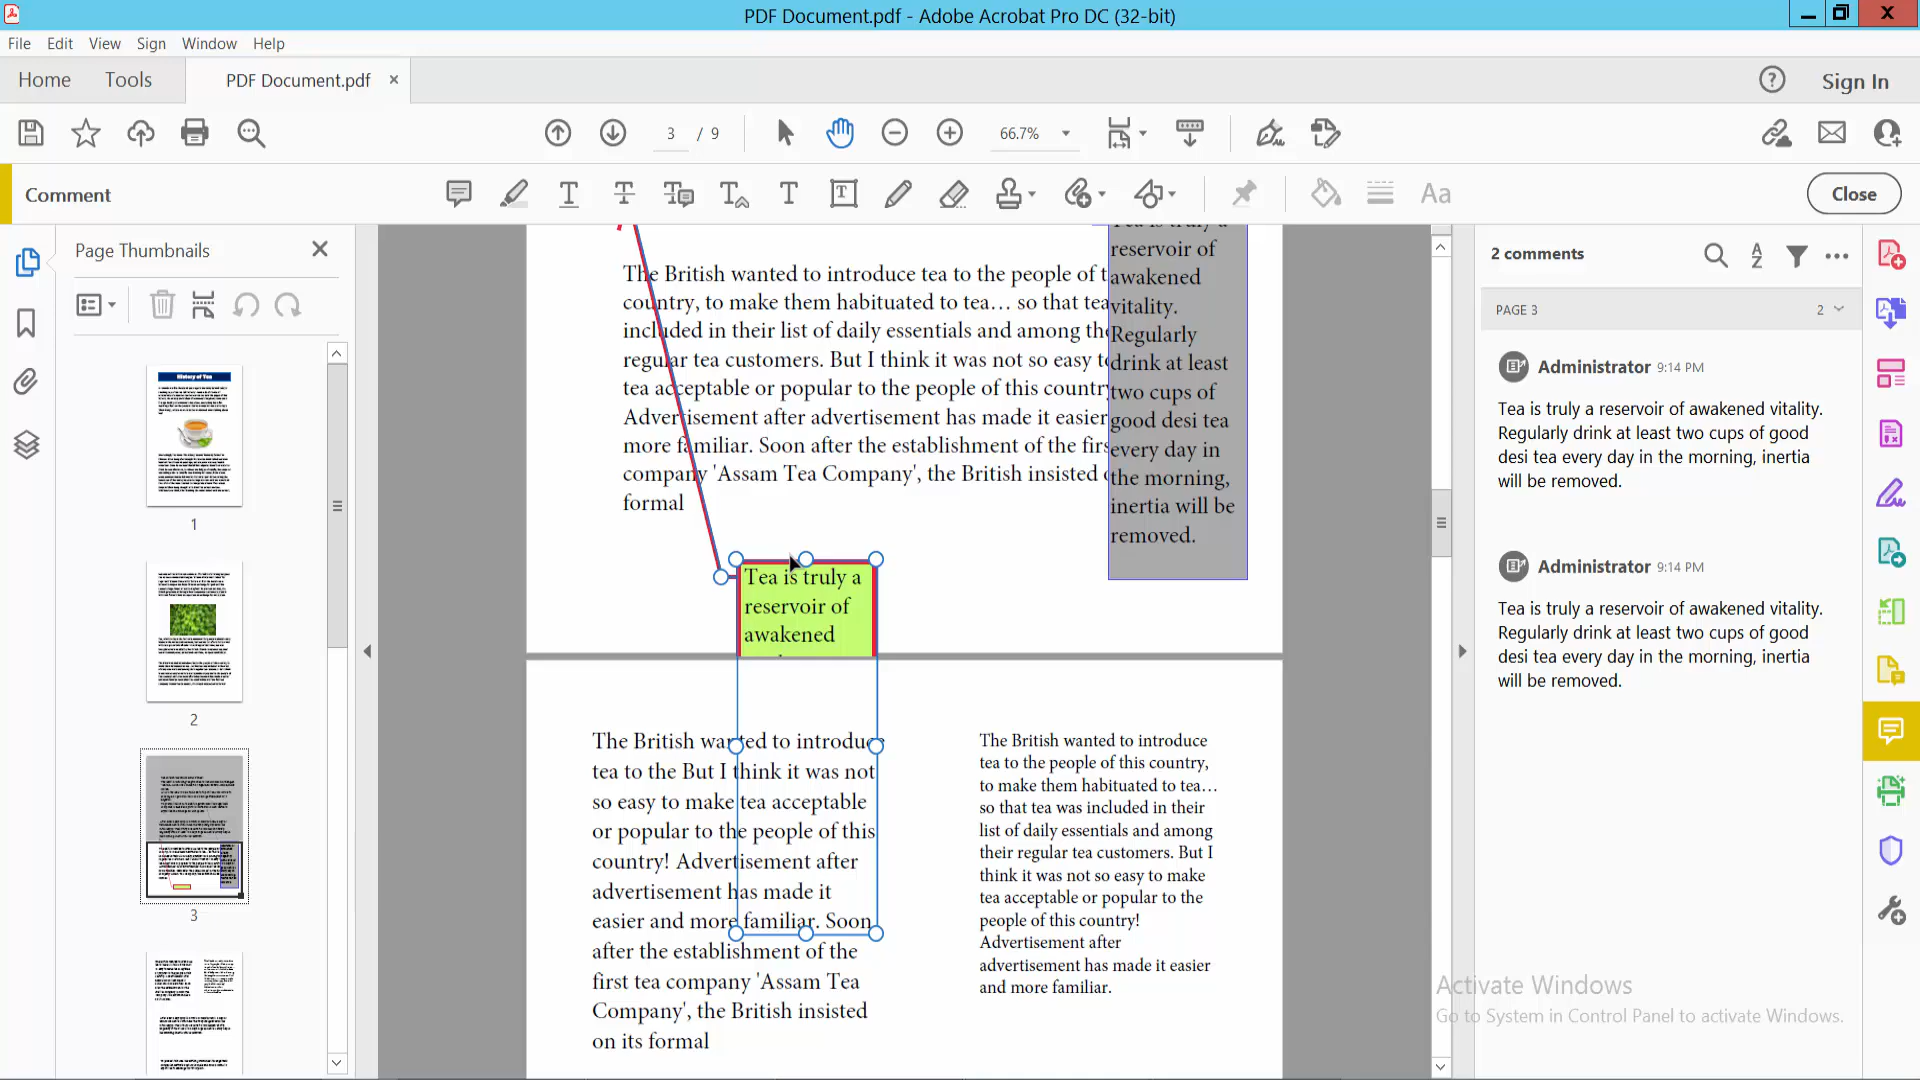 PDF Document.pdf - Adobe Acrobat Pro DC (32-bit)
File Edit View Sign Window Help
Home Tools PDF Document.pdf × Sign In
3 / 9 66.7%
Comment Close
Page Thumbnails
History of Tea
1
2
3
Tea is truly a
reservoir of
awakened
vitality.
Regularly
drink at least
two cups of
good desi tea
every day in
the morning,
inertia will be
removed.
The British wanted to introduce tea to the people of t
country, to make them habituated to tea… so that tea
included in their list of daily essentials and among the
regular tea customers. But I think it was not so easy to
tea acceptable or popular to the people of this country
Advertisement after advertisement has made it easier
more familiar. Soon after the establishment of the firs
company 'Assam Tea Company', the British insisted o
formal
Tea is truly a
reservoir of
awakened
The British wanted to introduce
tea to the But I think it was not
so easy to make tea acceptable
or popular to the people of this
country! Advertisement after
advertisement has made it
easier and more familiar. Soon
after the establishment of the
first tea company 'Assam Tea
Company', the British insisted
on its formal
The British wanted to introduce
tea to the people of this country,
to make them habituated to tea…
so that tea was included in their
list of daily essentials and among
their regular tea customers. But I
think it was not so easy to make
tea acceptable or popular to the
people of this country!
Advertisement after
advertisement has made it easier
and more familiar.
2 comments
PAGE 3 2
Administrator 9:14 PM
Tea is truly a reservoir of awakened vitality.
Regularly drink at least two cups of good
desi tea every day in the morning, inertia
will be removed.
Administrator 9:14 PM
Tea is truly a reservoir of awakened vitality.
Regularly drink at least two cups of good
desi tea every day in the morning, inertia
will be removed.
Activate Windows
Go to System in Control Panel to activate Windows.